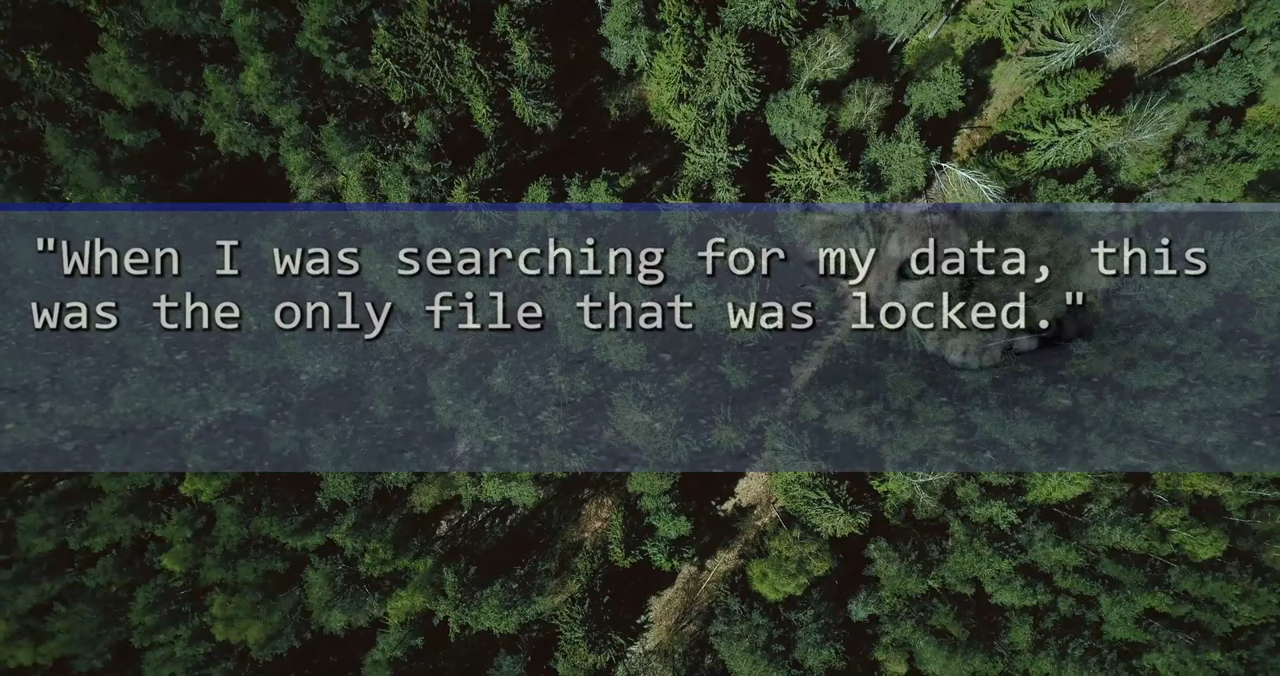 "When I was searching for my data, this
was the only file that was locked."